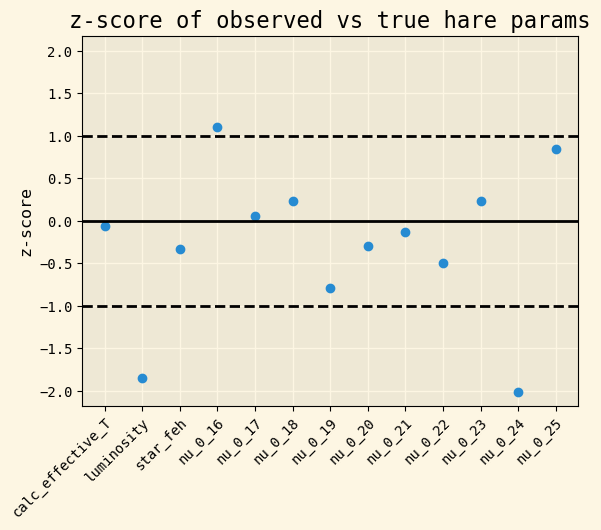 z-score of observed vs true hare params
z-score
2.0
1.5
1.0
0.5
0.0
−0.5
−1.0
−1.5
−2.0
calc_effective_T
luminosity
star_feh
nu_0_16
nu_0_17
nu_0_18
nu_0_19
nu_0_20
nu_0_21
nu_0_22
nu_0_23
nu_0_24
nu_0_25